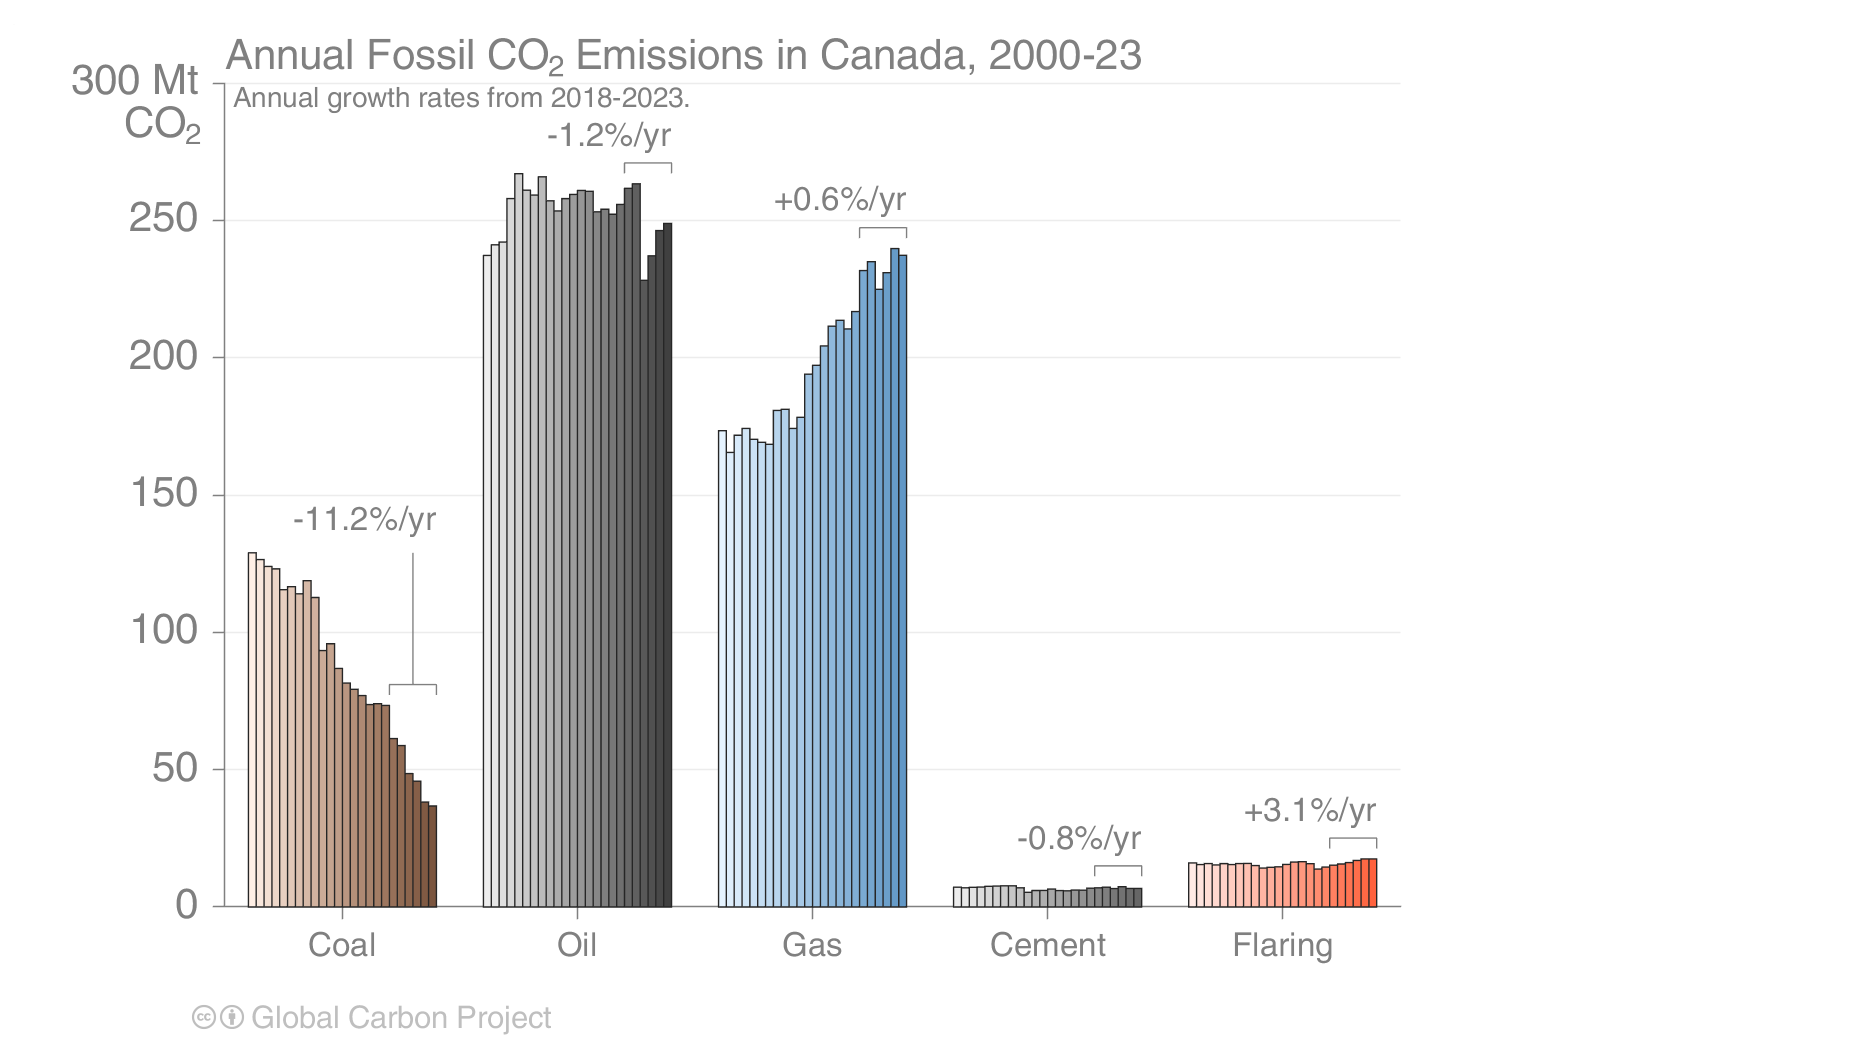 Annual Fossil CO₂ Emissions in Canada, 2000-23
300 Mt
CO₂
Annual growth rates from 2018-2023.
-1.2%/yr
+0.6%/yr
250
200
150
-11.2%/yr
100
50
+3.1%/yr
-0.8%/yr
0
Coal
Oil
Gas
Cement
Flaring
cc Global Carbon Project